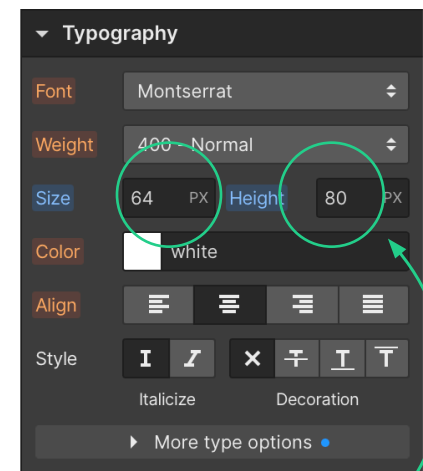 Typography
Font Montserrat
Weight 400 - Normal
Size 64 PX Height 80 PX
Color white
Align
Style I I X T T T
Italicize Decoration
More type options